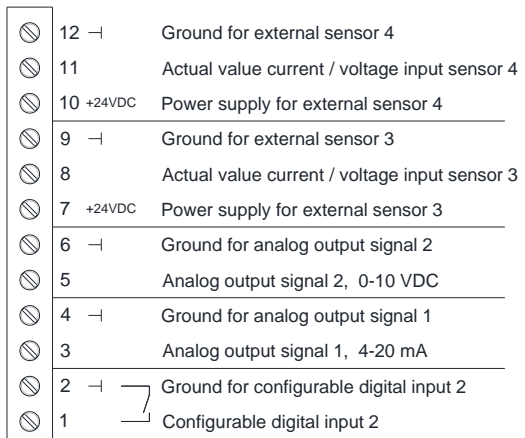 12 Ground for external sensor 4
11 Actual value current / voltage input sensor 4
10 +24VDC Power supply for external sensor 4
9 Ground for external sensor 3
8 Actual value current / voltage input sensor 3
7 +24VDC Power supply for external sensor 3
6 Ground for analog output signal 2
5 Analog output signal 2, 0-10 VDC
4 Ground for analog output signal 1
3 Analog output signal 1, 4-20 mA
2 Ground for configurable digital input 2
1 Configurable digital input 2